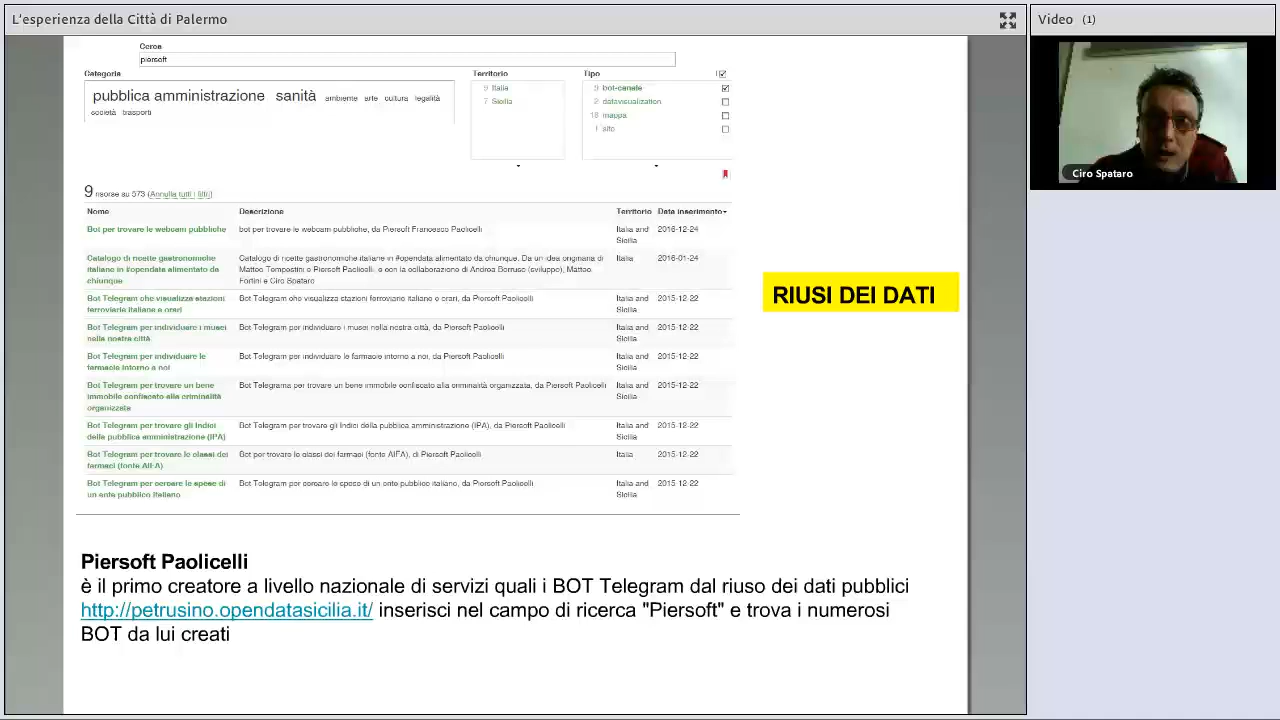 L'esperienza della Città di Palermo
Video (1)
Cerca
piersoft
Categoria
Territorio
Tipo
pubblica amministrazione sanità ambiente arte cultura legalità
società trasporti
9 Italia
7 Sicilia
9 bot-canale
2 datavisualization
18 mappa
1 sito
Ciro Spataro
9 risorse su 573 (Annulla tutti i filtri)
Nome Descrizione Territorio Data inserimento
Bot per trovare le webcam pubbliche bot per trovare le webcam pubbliche, da Piersoft Francesco Paolicelli Italia and 2016-12-24
Sicilia
Catalogo di ricette gastronomiche Catalogo di ricette gastronomiche italiane in #opendata alimentato da chiunque. Da un idea originaria di Italia 2016-01-24
italiane in #opendata alimentato da Matteo Tempestini e Piersoft Paolicelli, e con la collaborazione di Andrea Borruso (sviluppo), Matteo
chiunque Fortini e Ciro Spataro
Bot Telegram che visualizza stazioni Bot Telegram che visualizza stazioni ferroviarie italiane e orari, da Piersoft Paolicelli Italia and 2015-12-22
ferroviarie italiane e orari Sicilia
Bot Telegram per individuare i musei Bot Telegram per individuare i musei nella nostra città, da Piersoft Paolicelli Italia and 2015-12-22
nella nostra città Sicilia
Bot Telegram per individuare le Bot Telegram per individuare le farmacie intorno a noi, da Piersoft Paolicelli Italia and 2015-12-22
farmacie intorno a noi Sicilia
Bot Telegram per trovare un bene Bot Telegrama per trovare un bene immobile confiscato alla criminalità organizzata, da Piersoft Paolicelli Italia and 2015-12-22
immobile confiscato alla criminalità Sicilia
organizzata
Bot Telegram per trovare gli Indici Bot Telegram per trovare gli Indici della pubblica amministrazione (IPA), da Piersoft Paolicelli Italia and 2015-12-22
della pubblica amministrazione (IPA) Sicilia
Bot Telegram per trovare le classi dei Bot per trovare le classi dei farmaci (fonte AIFA), di Piersoft Paolicelli Italia 2015-12-22
farmaci (fonte AIFA)
Bot Telegram per cercare le spese di Bot Telegram per cercare le spese di un ente pubblico italiano, da Piersoft Paolicelli Italia and 2015-12-22
un ente pubblico italiano Sicilia
RIUSI DEI DATI
Piersoft Paolicelli
è il primo creatore a livello nazionale di servizi quali i BOT Telegram dal riuso dei dati pubblici
http://petrusino.opendatasicilia.it/ inserisci nel campo di ricerca "Piersoft" e trova i numerosi
BOT da lui creati